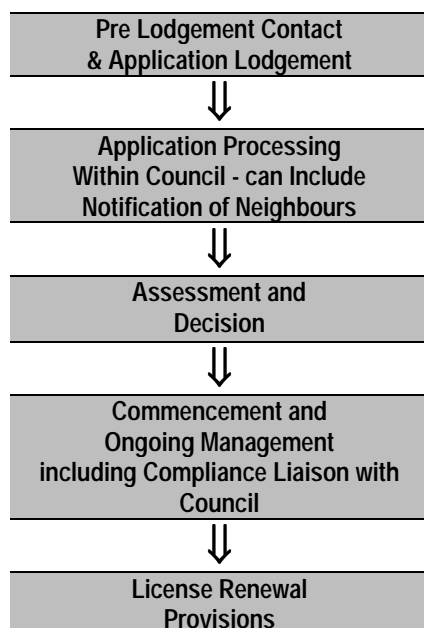 Pre Lodgement Contact
& Application Lodgement
⇓
Application Processing
Within Council - can Include
Notification of Neighbours
⇓
Assessment and
Decision
⇓
Commencement and
Ongoing Management
including Compliance Liaison with
Council
⇓
License Renewal
Provisions